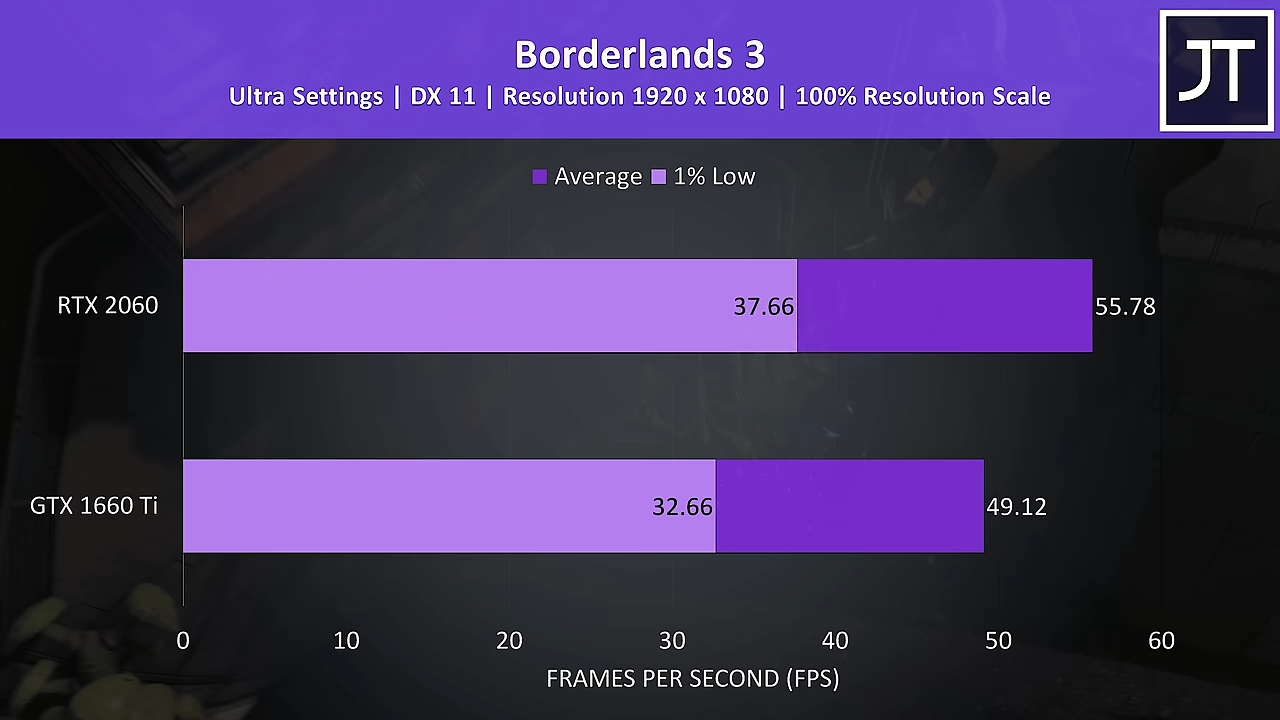 Borderlands 3
Ultra Settings | DX 11 | Resolution 1920 x 1080 | 100% Resolution Scale
JT
Average 1% Low
RTX 2060 37.66 55.78
GTX 1660 Ti 32.66 49.12
0 10 20 30 40 50 60
FRAMES PER SECOND (FPS)